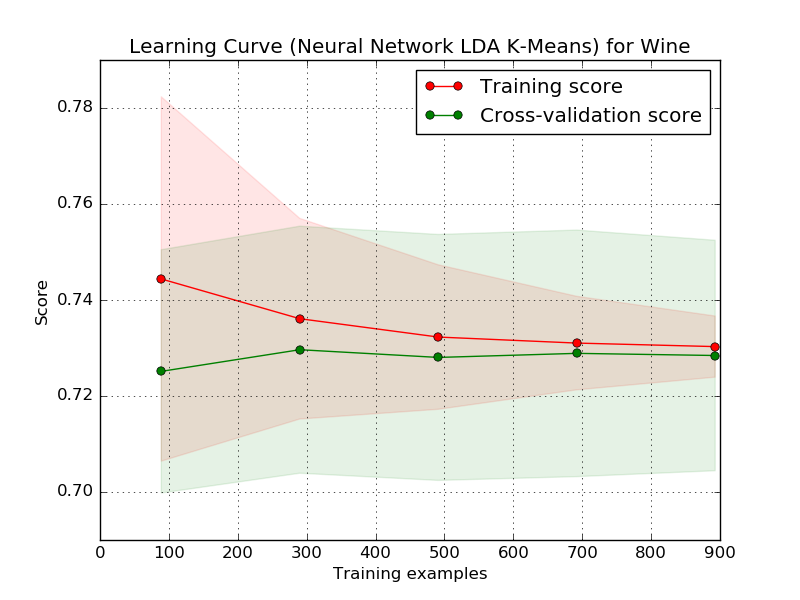 Learning Curve (Neural Network LDA K-Means) for Wine
Training score
Cross-validation score
0.78
0.76
0.74
0.72
0.70
Score
0 100 200 300 400 500 600 700 800 900
Training examples